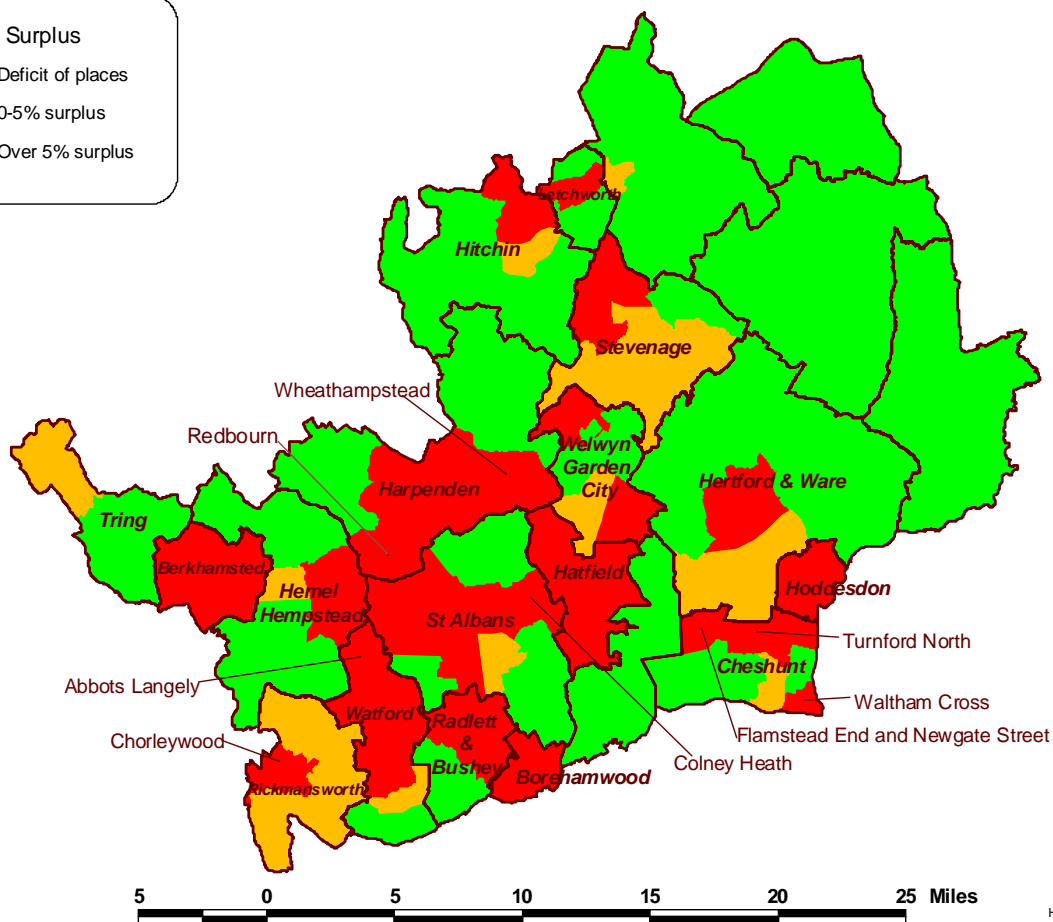 Surplus
Deficit of places
0-5% surplus
Over 5% surplus
Letchworth
Hitchin
Stevenage
Wheathampstead
Redbourn
Welwyn
Garden
City
Harpenden
Hertford & Ware
Tring
Berkhamsted
Hemel
Hempstead
Hatfield
Hoddesdon
St Albans
Turnford North
Cheshunt
Abbots Langely
Waltham Cross
Watford
Radlett
&
Bushey
Flamstead End and Newgate Street
Chorleywood
Colney Heath
Borehamwood
Rickmansworth
5 0 5 10 15 20 25 Miles